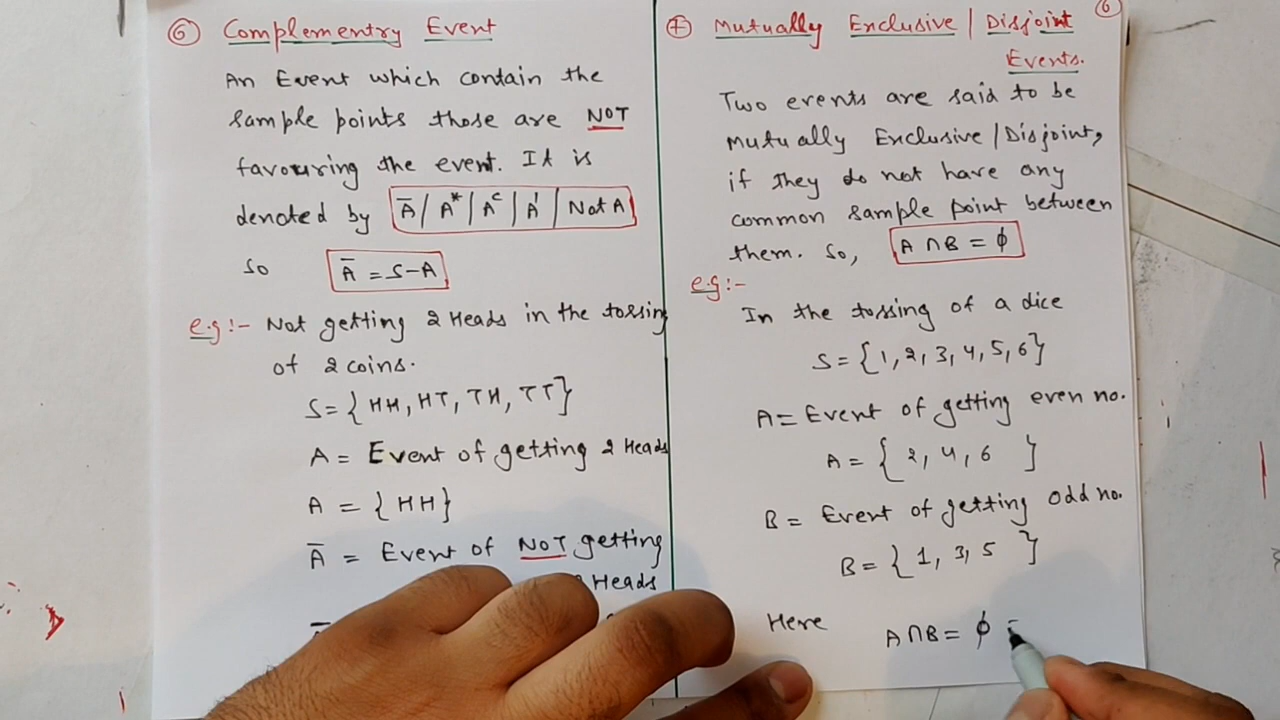 ⑥ Complementry Event
An Event which contain the
sample points those are NOT
favouring the event. It is
denoted by Ā / A* / Aᶜ / A' / Not A
so Ā = S-A
e.g:- Not getting 2 Heads in the tossing
of 2 coins.
S = {HH, HT, TH, TT}
A = Event of getting 2 Heads
A = {HH}
Ā = Event of NOT getting
Heads
6
⑦ Mutually Exclusive / Disjoint
Events.
Two events are said to be
Mutually Exclusive / Disjoint,
if they do not have any
common sample point between
them. So, A ∩ B = ϕ
e.g:-
In the tossing of a dice
S = {1, 2, 3, 4, 5, 6}
A = Event of getting even no.
A = { 2, 4, 6 }
B = Event of getting odd no.
B = { 1, 3, 5 }
Here A ∩ B = ϕ